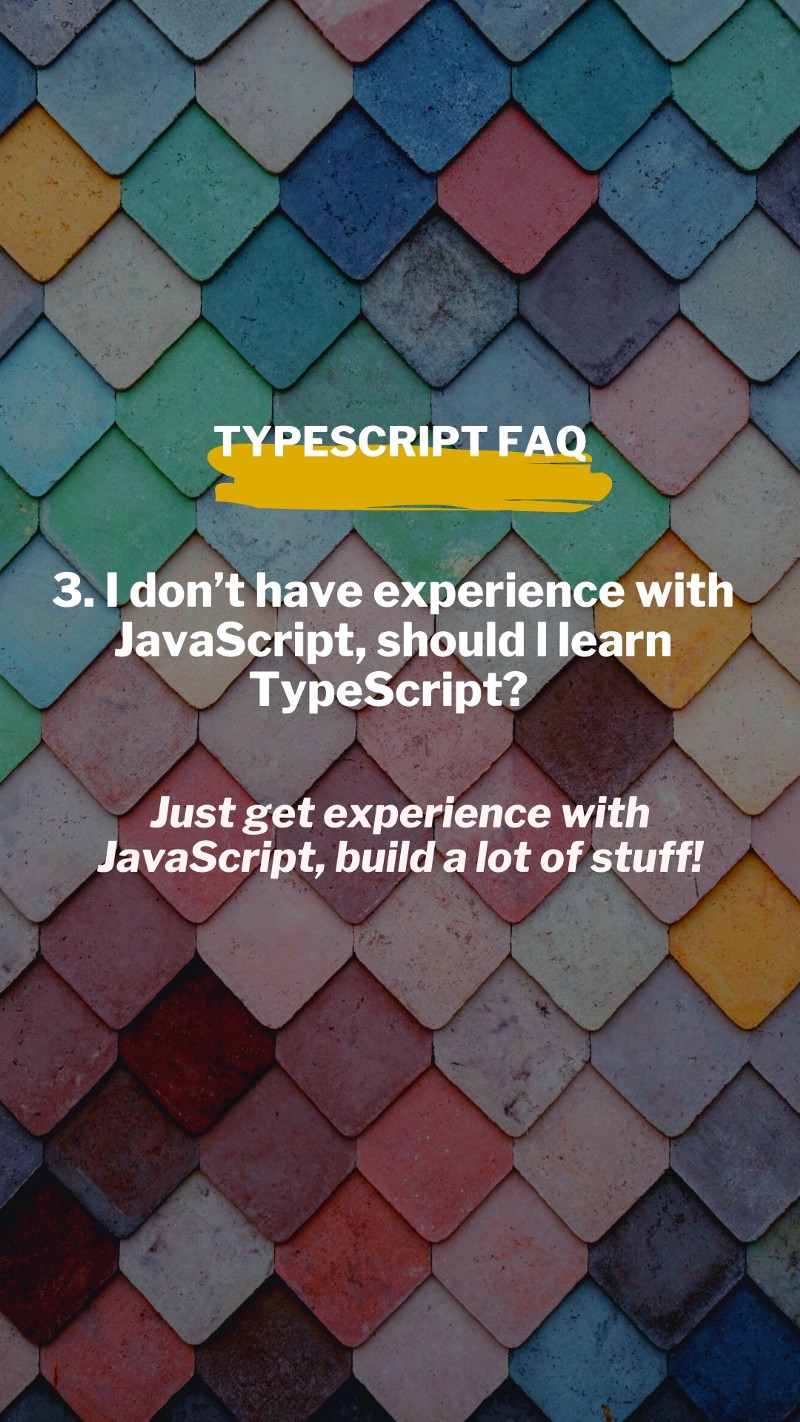 TYPESCRIPT FAQ
3. I don’t have experience with
JavaScript, should I learn
TypeScript?
Just get experience with
JavaScript, build a lot of stuff!